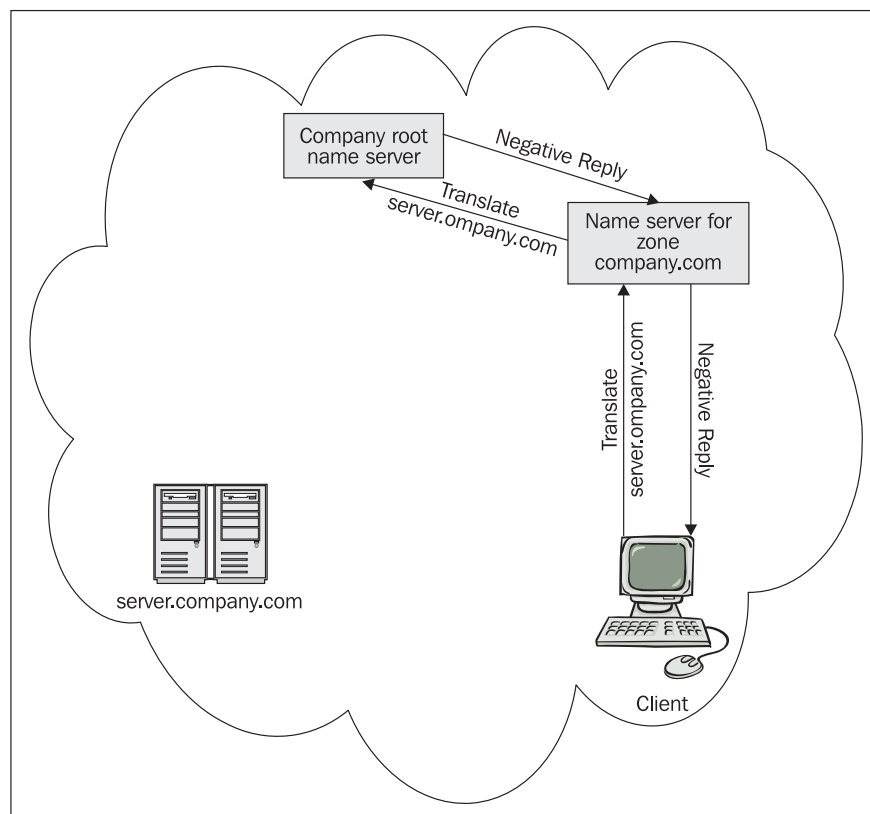 Company root
name server
Negative Reply
Translate
server.ompany.com
Name server for
zone
company.com
Translate
server.ompany.com
Negative Reply
server.company.com
Client